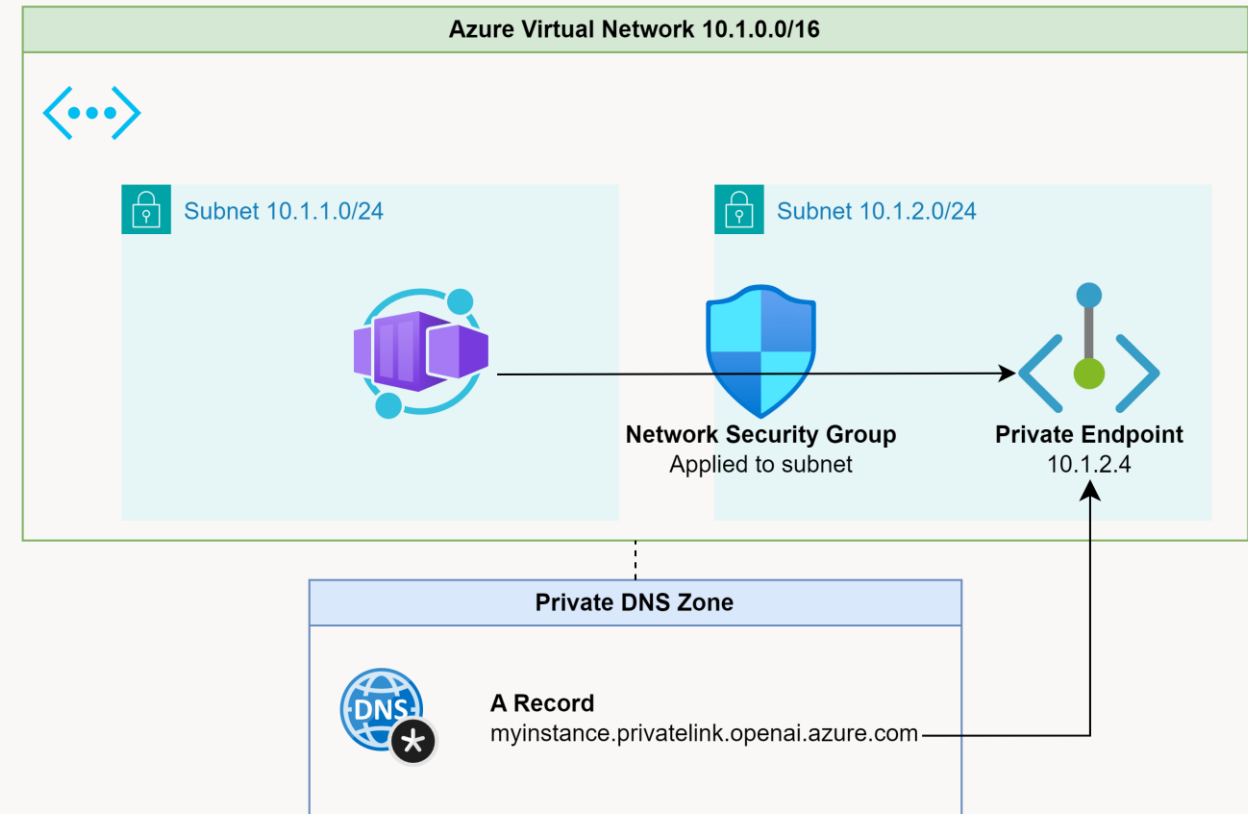 Azure Virtual Network 10.1.0.0/16
Subnet 10.1.1.0/24
Subnet 10.1.2.0/24
Network Security Group
Applied to subnet
Private Endpoint
10.1.2.4
Private DNS Zone
DNS
A Record
myinstance.privatelink.openai.azure.com